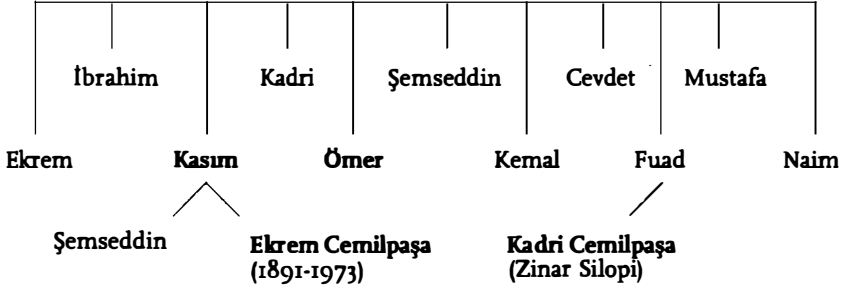 İbrahim Kadri Şemseddin Cevdet Mustafa
Ekrem Kasım Ömer Kemal Fuad Naim
Şemseddin Ekrem Cemilpaşa Kadri Cemilpaşa
(1891-1973) (Zinar Silopi)